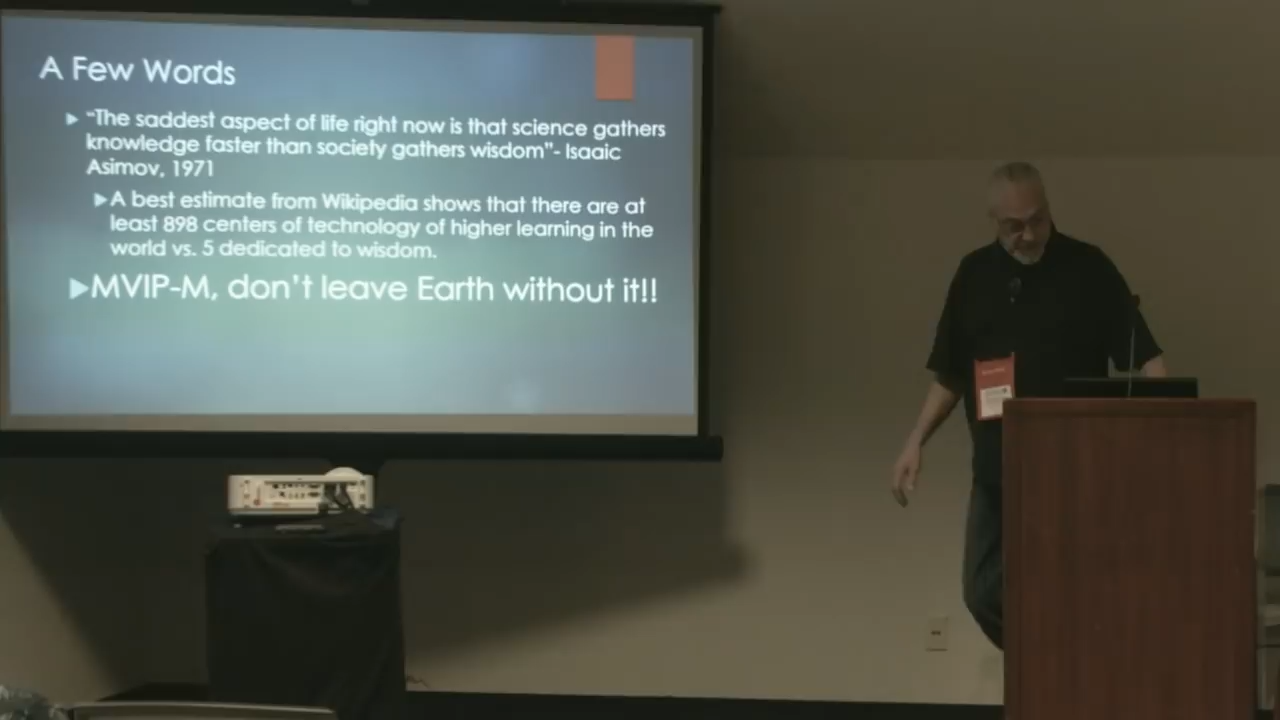 A Few Words
"The saddest aspect of life right now is that science gathers
knowledge faster than society gathers wisdom"- Isaaic
Asimov, 1971
A best estimate from Wikipedia shows that there are at
least 898 centers of technology of higher learning in the
world vs. 5 dedicated to wisdom.
MVIP-M, don't leave Earth without it!!